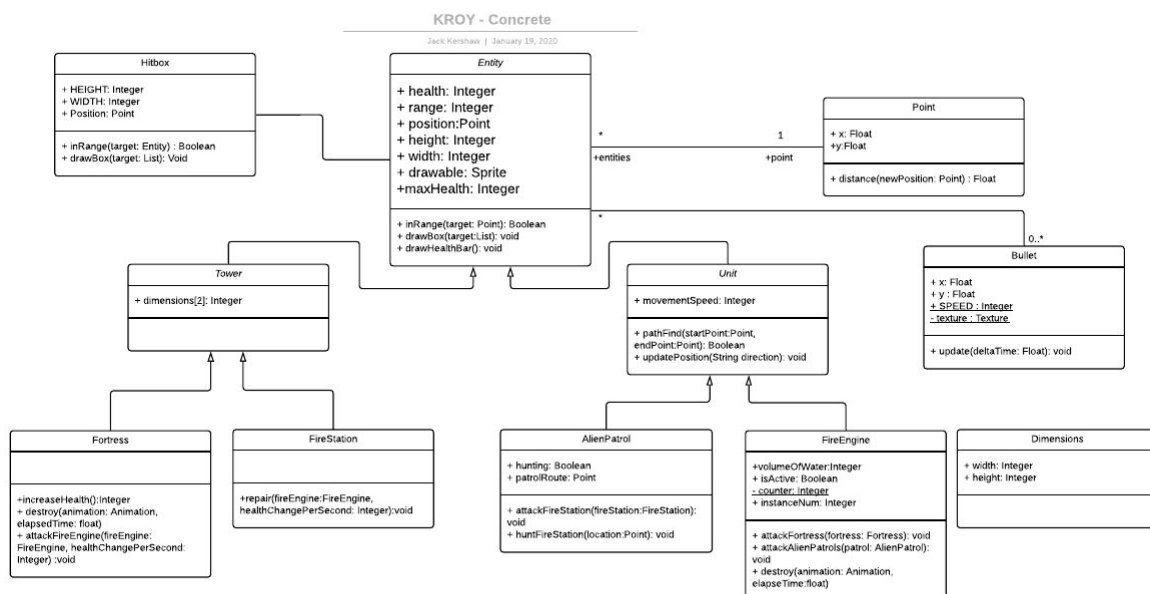 KROY - Concrete
Jack Kershaw | January 19, 2020
Hitbox
+ HEIGHT: Integer
+ WIDTH: Integer
+ Position: Point
+ inRange(target: Entity) : Boolean
+ drawBox(target: List): Void
Entity
+ health: Integer
+ range: Integer
+ position:Point
+ height: Integer
+ width: Integer
+ drawable: Sprite
+maxHealth: Integer
+ inRange(target: Point): Boolean
+ drawBox(target:List): void
+ drawHealthBar(): void
*
+entities
1
+point
Point
+ x: Float
+y:Float
+ distance(newPosition: Point) : Float
*
0..*
Bullet
+ x: Float
+ y : Float
+ SPEED : Integer
- texture : Texture
+ update(deltaTime: Float): void
Tower
+ dimensions[2]: Integer
Unit
+ movementSpeed: Integer
+ pathFind(startPoint:Point,
endPoint:Point): Boolean
+ updatePosition(String direction): void
Fortress
+increaseHealth():Integer
+ destroy(animation: Animation,
elapsedTime: float)
+ attackFireEngine(fireEngine:
FireEngine, healthChangePerSecond:
Integer) :void
FireStation
+repair(fireEngine:FireEngine,
healthChangePerSecond: Integer):void
AlienPatrol
+ hunting: Boolean
+ patrolRoute: Point
+ attackFireStation(fireStation:FireStation):
void
+ huntFireStation(location:Point): void
FireEngine
+volumeOfWater:Integer
+ isActive: Boolean
- counter: Integer
+ instanceNum: Integer
+ attackFortress(fortress: Fortress): void
+ attackAlienPatrols(patrol: AlienPatrol):
void
+ destroy(animation: Animation,
elapseTime:float)
Dimensions
+ width: Integer
+ height: Integer